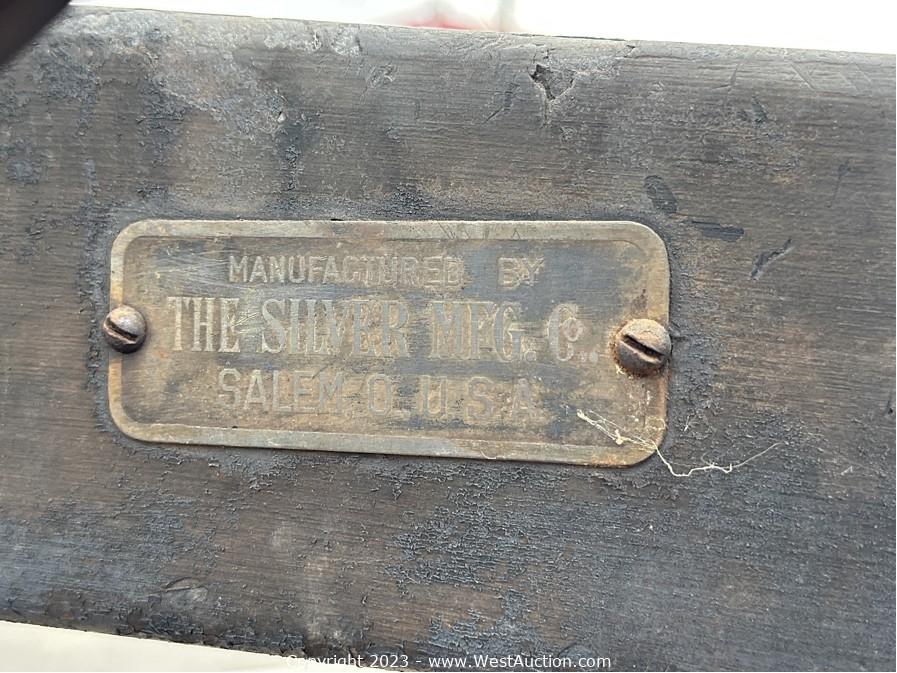 MANUFACTURED BY
THE SILVER MFG. CO.,
SALEM, O. U.S.A.
Copyright 2023 - www.WestAuction.com